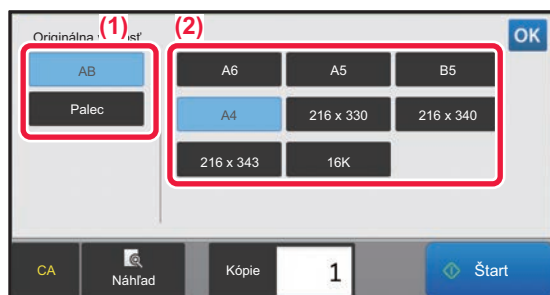 (1) (2)
Originálna OK
AB A6 A5 B5
Palec A4 216 x 330 216 x 340
216 x 343 16K
CA Náhľad Kópie 1 Štart